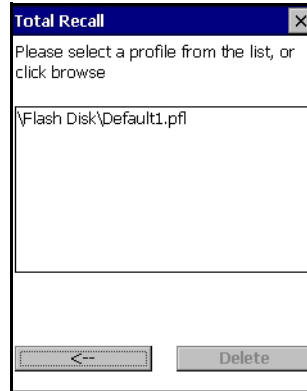 Total Recall
Please select a profile from the list, or
click browse
\Flash Disk\Default1.pfl
<--
Delete